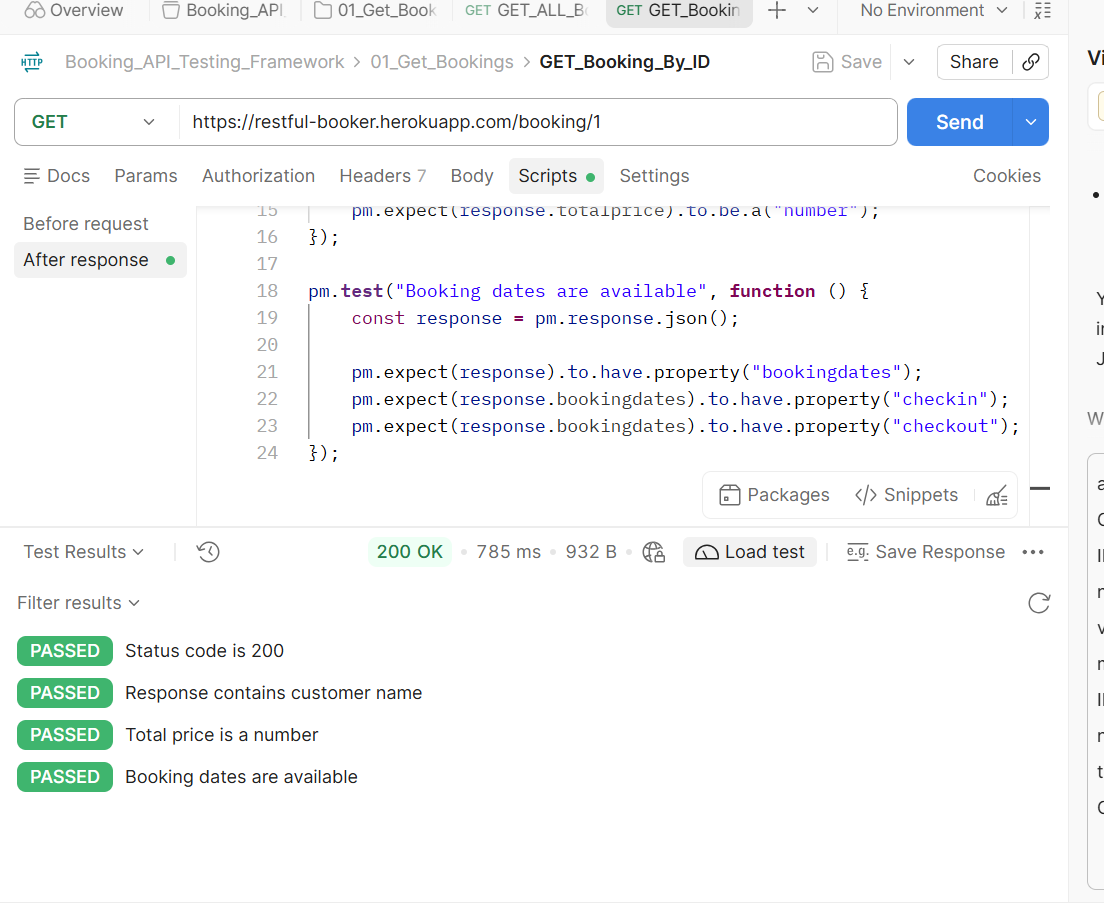 Overview Booking_API 01_Get_Book GET GET_ALL_B GET GET_Bookin No Environment
HTTP Booking_API_Testing_Framework > 01_Get_Bookings > GET_Booking_By_ID Save Share
GET https://restful-booker.herokuapp.com/booking/1 Send
Docs Params Authorization Headers 7 Body Scripts Settings Cookies
Before request
After response
15 pm.expect(response.totalprice).to.be.a("number");
16 });
17
18 pm.test("Booking dates are available", function () {
19 const response = pm.response.json();
20
21 pm.expect(response).to.have.property("bookingdates");
22 pm.expect(response.bookingdates).to.have.property("checkin");
23 pm.expect(response.bookingdates).to.have.property("checkout");
24 });
Packages </> Snippets
Test Results 200 OK • 785 ms • 932 B • Load test e.g. Save Response •••
Filter results
PASSED Status code is 200
PASSED Response contains customer name
PASSED Total price is a number
PASSED Booking dates are available